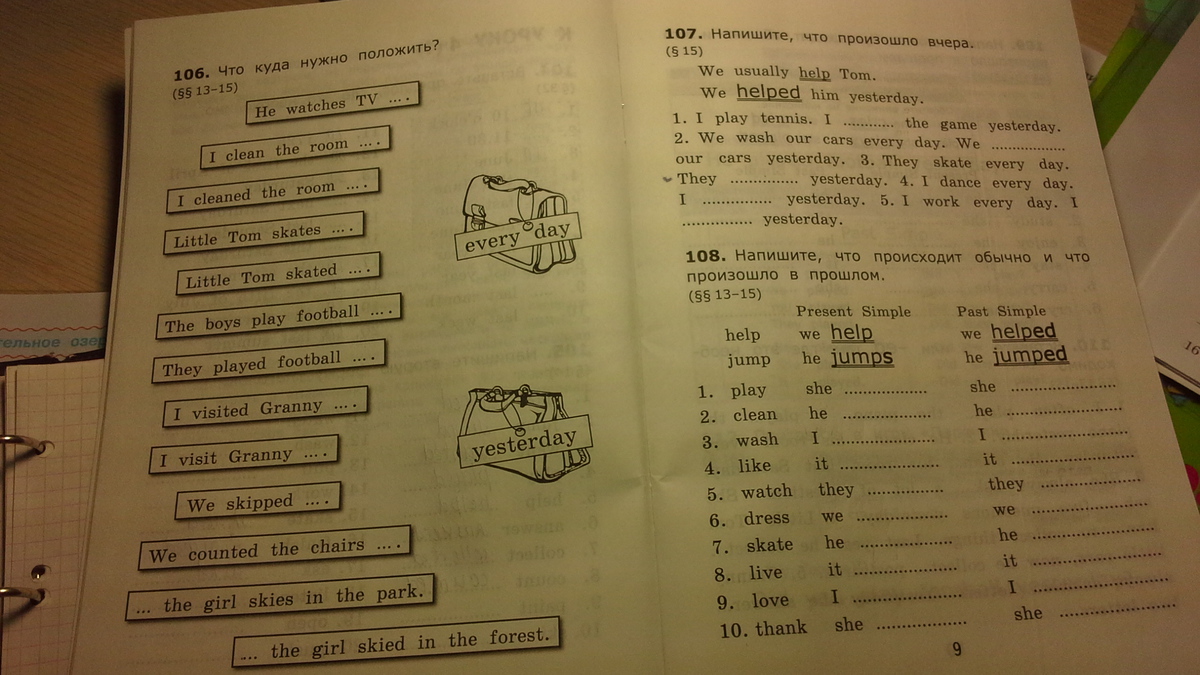 106. Что куда нужно положить?
(§§ 13–15)
He watches TV ... .
I clean the room ... .
I cleaned the room ... .
Little Tom skates ... .
Little Tom skated ... .
The boys play football ... .
They played football ... .
I visited Granny ... .
I visit Granny ... .
We skipped ... .
We counted the chairs ... .
... the girl skies in the park.
... the girl skied in the forest.
every day
yesterday
107. Напишите, что произошло вчера.
(§ 15)
We usually help Tom.
We helped him yesterday.
1. I play tennis. I ............ the game yesterday.
2. We wash our cars every day. We ................
our cars yesterday. 3. They skate every day.
They ............... yesterday. 4. I dance every day.
I ............... yesterday. 5. I work every day. I
............... yesterday.
108. Напишите, что происходит обычно и что
произошло в прошлом.
(§§ 13–15)
Present Simple Past Simple
help we help we helped
jump he jumps he jumped
1. play she .................... she .......................
2. clean he .................... he .......................
3. wash I ....................... I ..........................
4. like it ...................... it .........................
5. watch they ................. they ......................
6. dress we .................... we .......................
7. skate he .................... he .......................
8. live it ....................... it .........................
9. love I ........................ I ..........................
10. thank she .................... she .......................
9
тельное озер
16